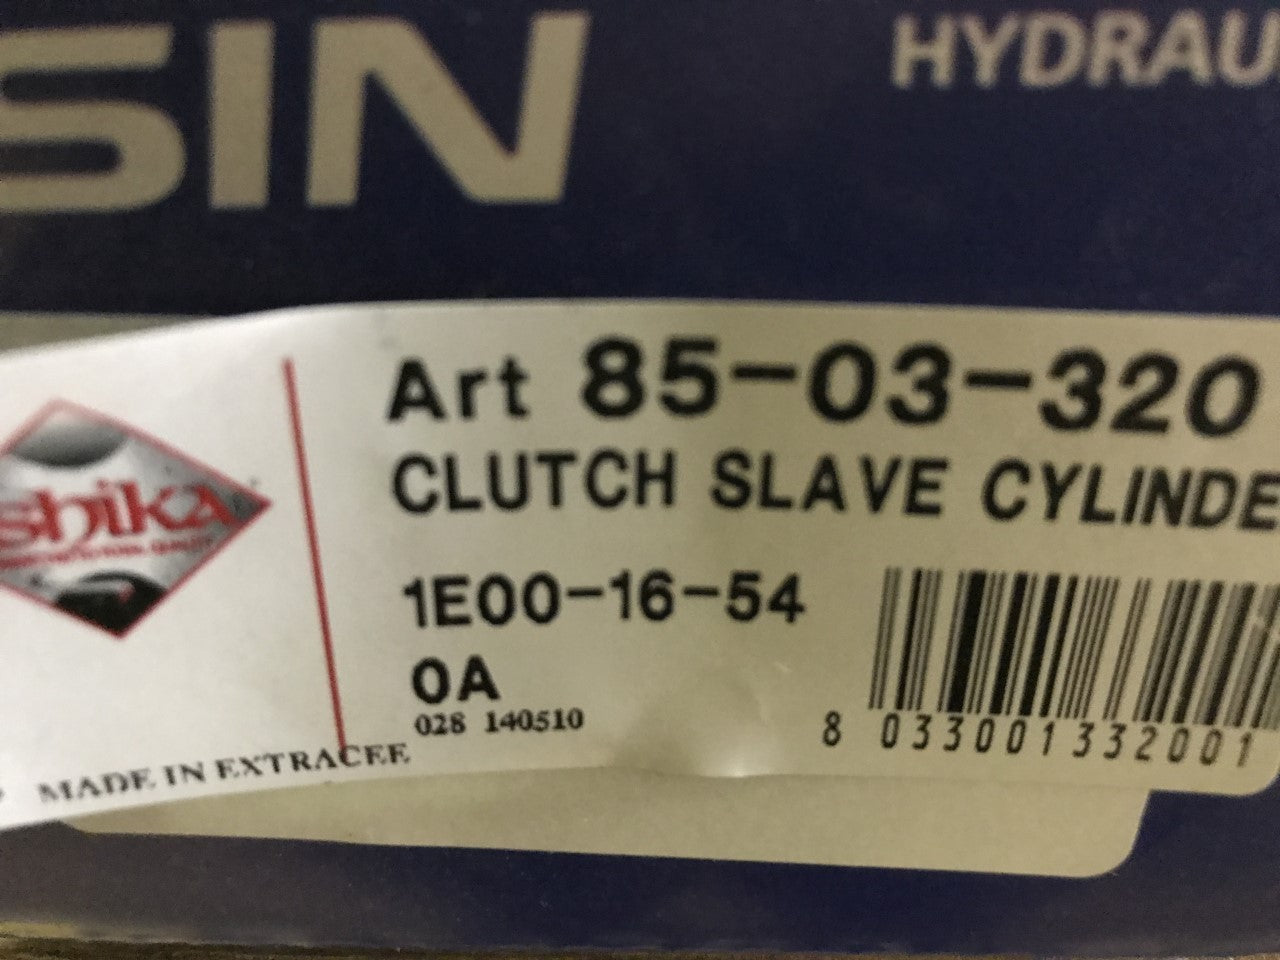 SIN
HYDRAU
Art 85-03-320
shika
CLUTCH SLAVE CYLINDE
1E00-16-54
0A
028 140510
8 033001 332001
MADE IN EXTRACEE